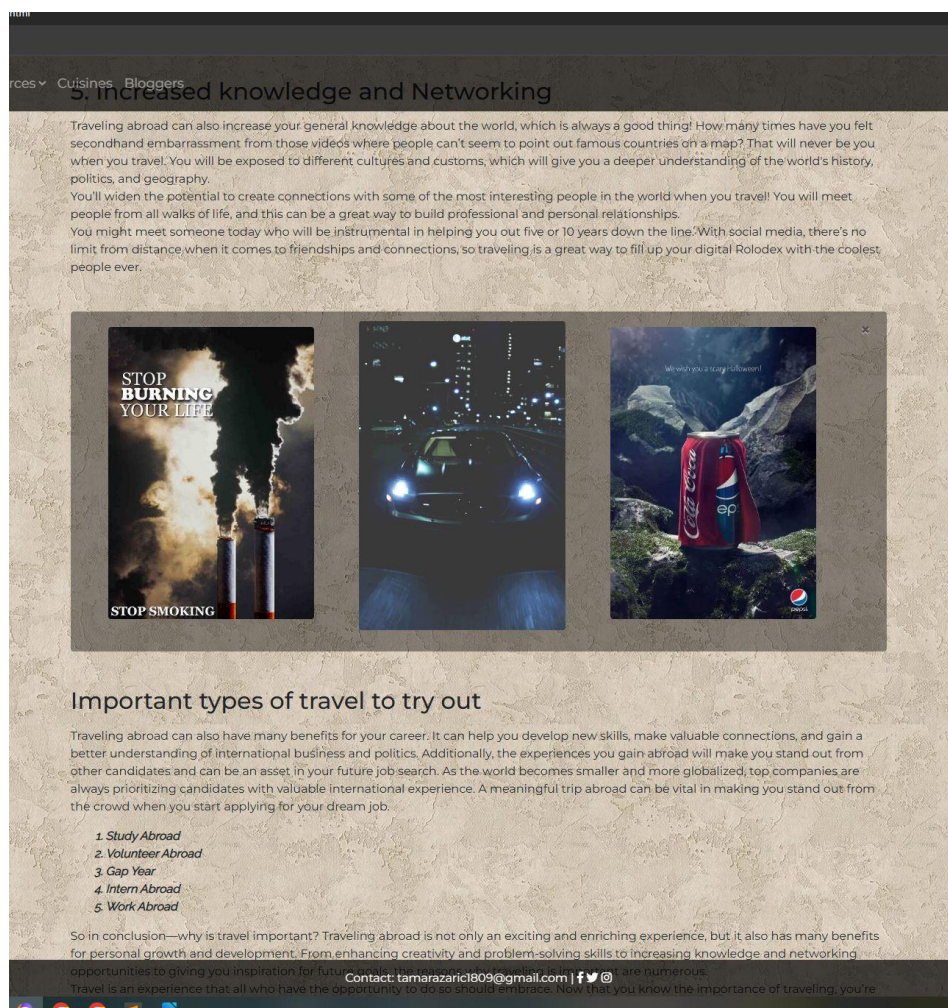 html
rces Cuisines Bloggers
5. Increased knowledge and Networking
Traveling abroad can also increase your general knowledge about the world, which is always a good thing! How many times have you felt
secondhand embarrassment from those videos where people can't seem to point out famous countries on a map? That will never be you
when you travel. You will be exposed to different cultures and customs, which will give you a deeper understanding of the world's history,
politics, and geography.
You'll widen the potential to create connections with some of the most interesting people in the world when you travel! You will meet
people from all walks of life, and this can be a great way to build professional and personal relationships.
You might meet someone today who will be instrumental in helping you out five or 10 years down the line. With social media, there's no
limit from distance when it comes to friendships and connections, so traveling is a great way to fill up your digital Rolodex with the coolest
people ever.
STOP
BURNING
YOUR LIFE
STOP SMOKING
We wish you a scary Halloween!
Cola Coca
ep
pepsi
×
Important types of travel to try out
Traveling abroad can also have many benefits for your career. It can help you develop new skills, make valuable connections, and gain a
better understanding of international business and politics. Additionally, the experiences you gain abroad will make you stand out from
other candidates and can be an asset in your future job search. As the world becomes smaller and more globalized, top companies are
always prioritizing candidates with valuable international experience. A meaningful trip abroad can be vital in making you stand out from
the crowd when you start applying for your dream job.
1. Study Abroad
2. Volunteer Abroad
3. Gap Year
4. Intern Abroad
5. Work Abroad
So in conclusion—why is travel important? Traveling abroad is not only an exciting and enriching experience, but it also has many benefits
for personal growth and development. From enhancing creativity and problem-solving skills to increasing knowledge and networking
opportunities to giving you inspiration for future goals, the reasons why traveling is important are numerous.
Contact: tamarazaric1809@gmail.com |
Travel is an experience that all who have the opportunity to do so should embrace. Now that you know the importance of traveling, you're